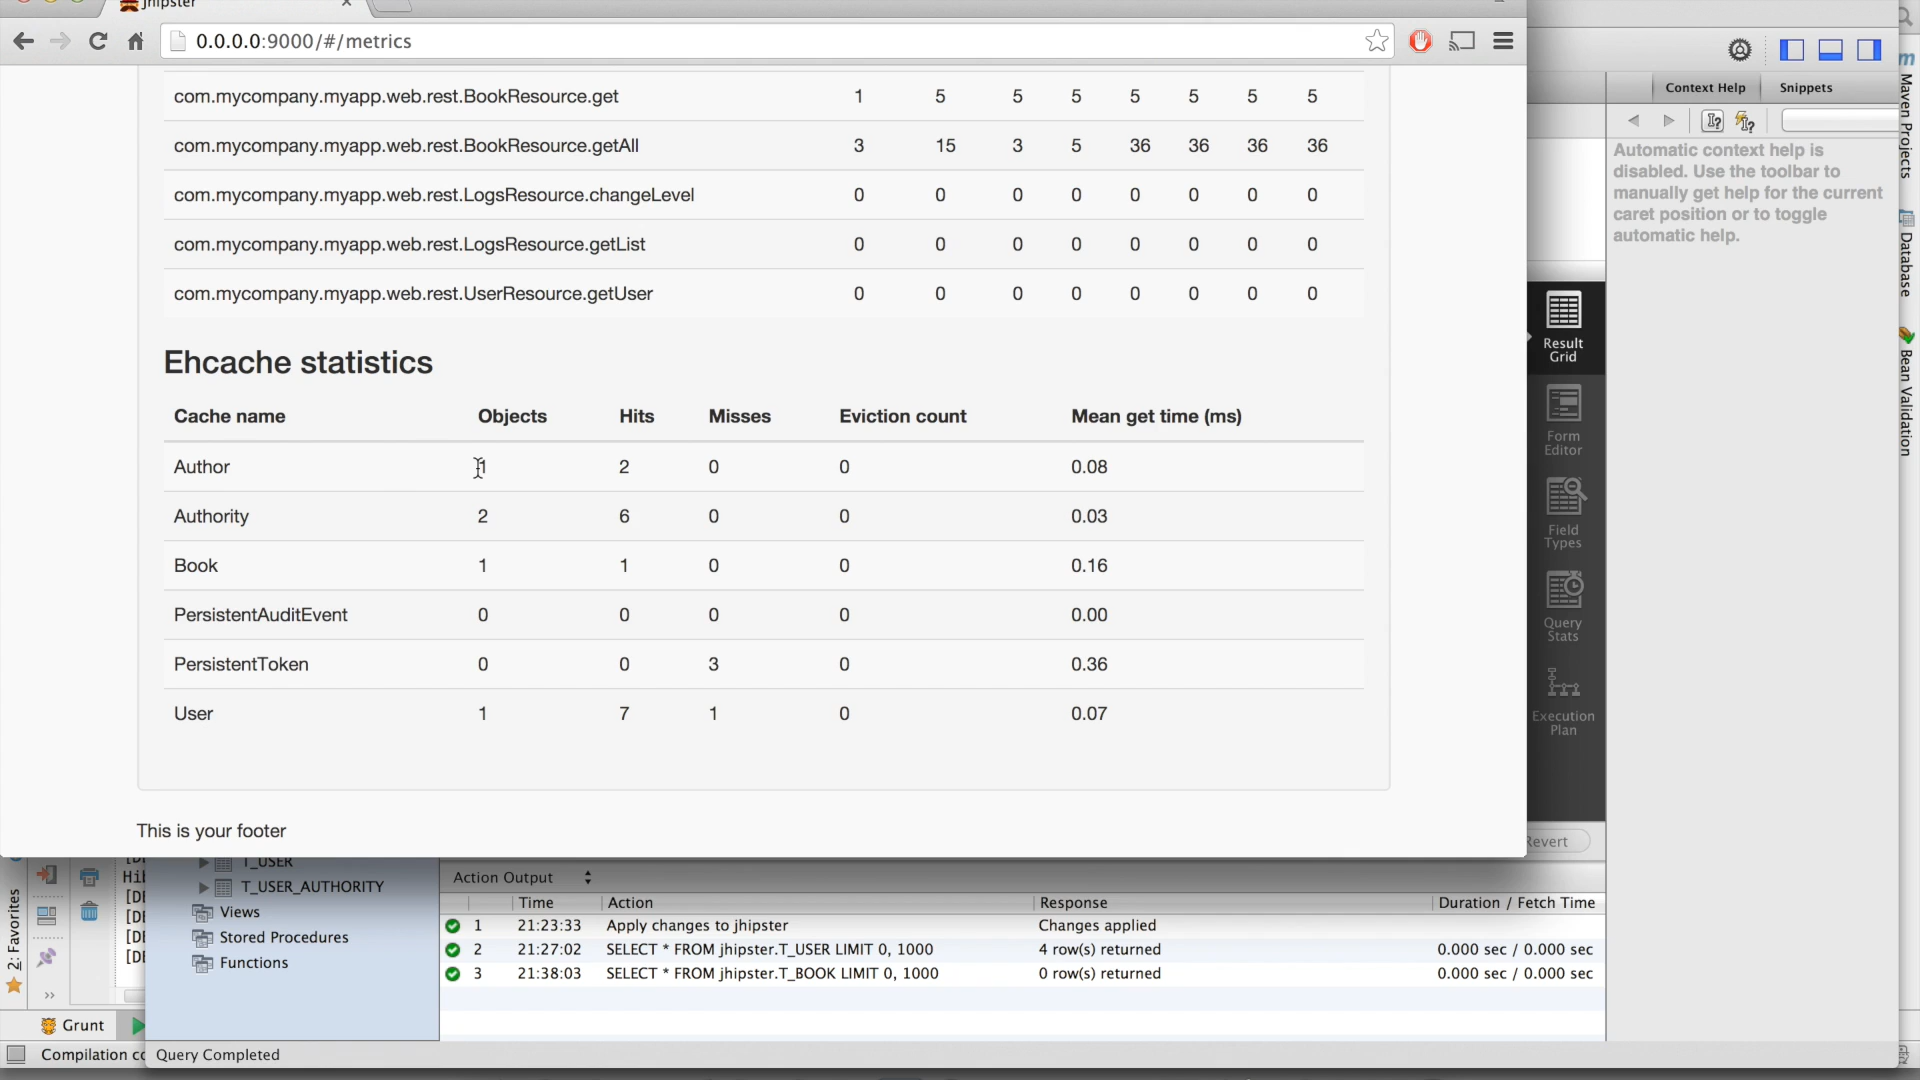 jhipster
0.0.0.0:9000/#/metrics
com.mycompany.myapp.web.rest.BookResource.get 1 5 5 5 5 5 5 5
com.mycompany.myapp.web.rest.BookResource.getAll 3 15 3 5 36 36 36 36
com.mycompany.myapp.web.rest.LogsResource.changeLevel 0 0 0 0 0 0 0 0
com.mycompany.myapp.web.rest.LogsResource.getList 0 0 0 0 0 0 0 0
com.mycompany.myapp.web.rest.UserResource.getUser 0 0 0 0 0 0 0 0
Ehcache statistics
Cache name Objects Hits Misses Eviction count Mean get time (ms)
Author 1 2 0 0 0.08
Authority 2 6 0 0 0.03
Book 1 1 0 0 0.16
PersistentAuditEvent 0 0 0 0 0.00
PersistentToken 0 0 3 0 0.36
User 1 7 1 0 0.07
This is your footer
Context Help Snippets
Automatic context help is
disabled. Use the toolbar to
manually get help for the current
caret position or to toggle
automatic help.
Result
Grid
Form
Editor
Field
Types
Query
Stats
Execution
Plan
Revert
m
Maven Projects
Database
Bean Validation
2: Favorites
Hib
[DE
[DE
[DE
[DE
T_USER
T_USER_AUTHORITY
Views
Stored Procedures
Functions
Action Output
Time Action Response Duration / Fetch Time
1 21:23:33 Apply changes to jhipster Changes applied
2 21:27:02 SELECT * FROM jhipster.T_USER LIMIT 0, 1000 4 row(s) returned 0.000 sec / 0.000 sec
3 21:38:03 SELECT * FROM jhipster.T_BOOK LIMIT 0, 1000 0 row(s) returned 0.000 sec / 0.000 sec
Grunt
Compilation co
Query Completed